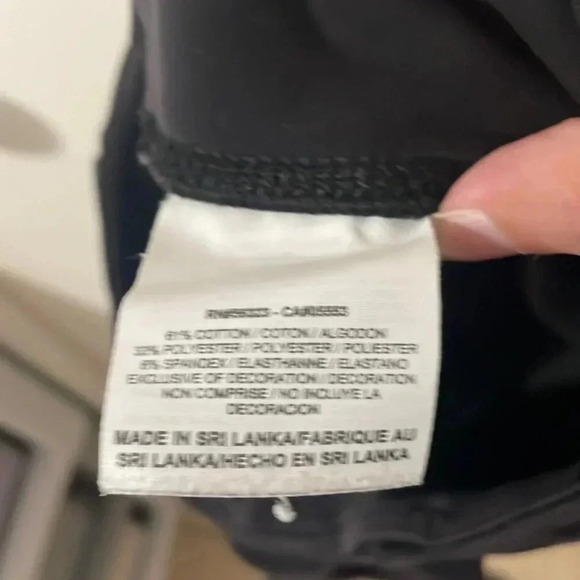 61% COTTON / COTON / ALGODON
33% POLYESTER / POLYESTER / POLIESTER
6% SPANDEX / ELASTHANNE / ELASTANO
EXCLUSIVE OF DECORATION / DECORATION
NON COMPRISE / NO INCLUYE LA
DECORACION
MADE IN SRI LANKA/FABRIQUE AU
SRI LANKA/HECHO EN SRI LANKA